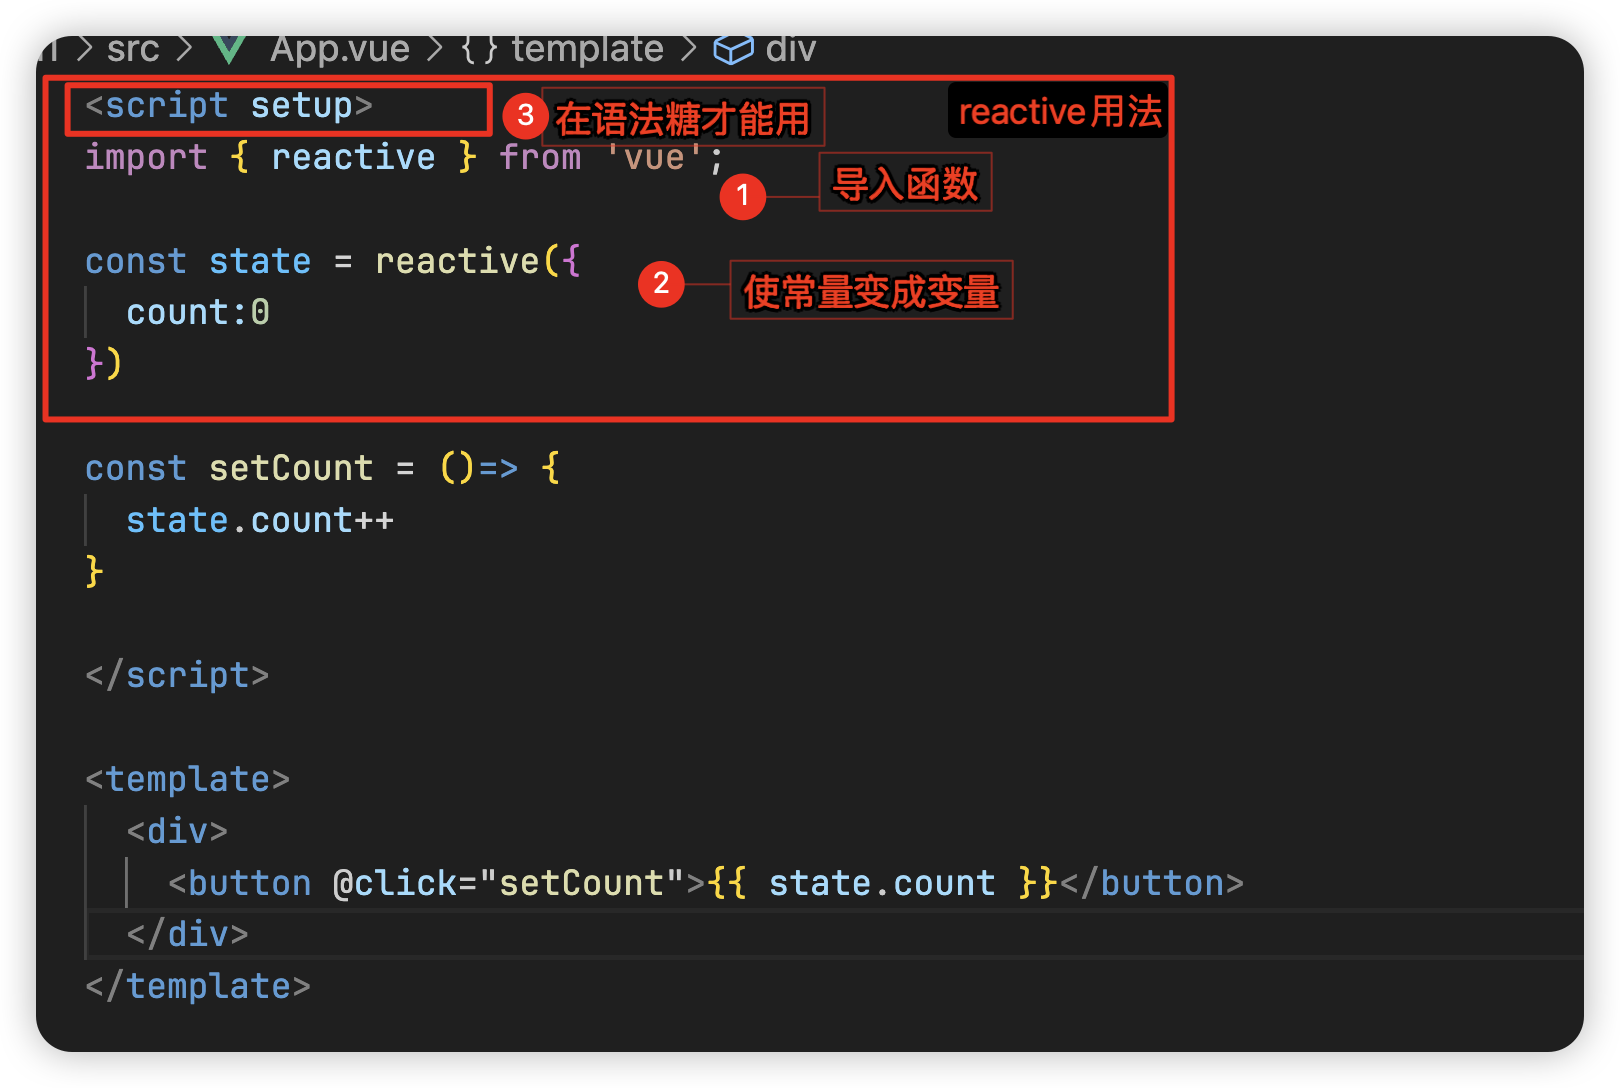 src > App.vue > {} template > div
<script setup>
3 在语法糖才能用
reactive用法
import { reactive } from 'vue';
1 导入函数
const state = reactive({
2 使常量变成变量
count:0
})
const setCount = ()=> {
state.count++
}
</script>
<template>
<div>
<button @click="setCount">{{ state.count }}</button>
</div>
</template>